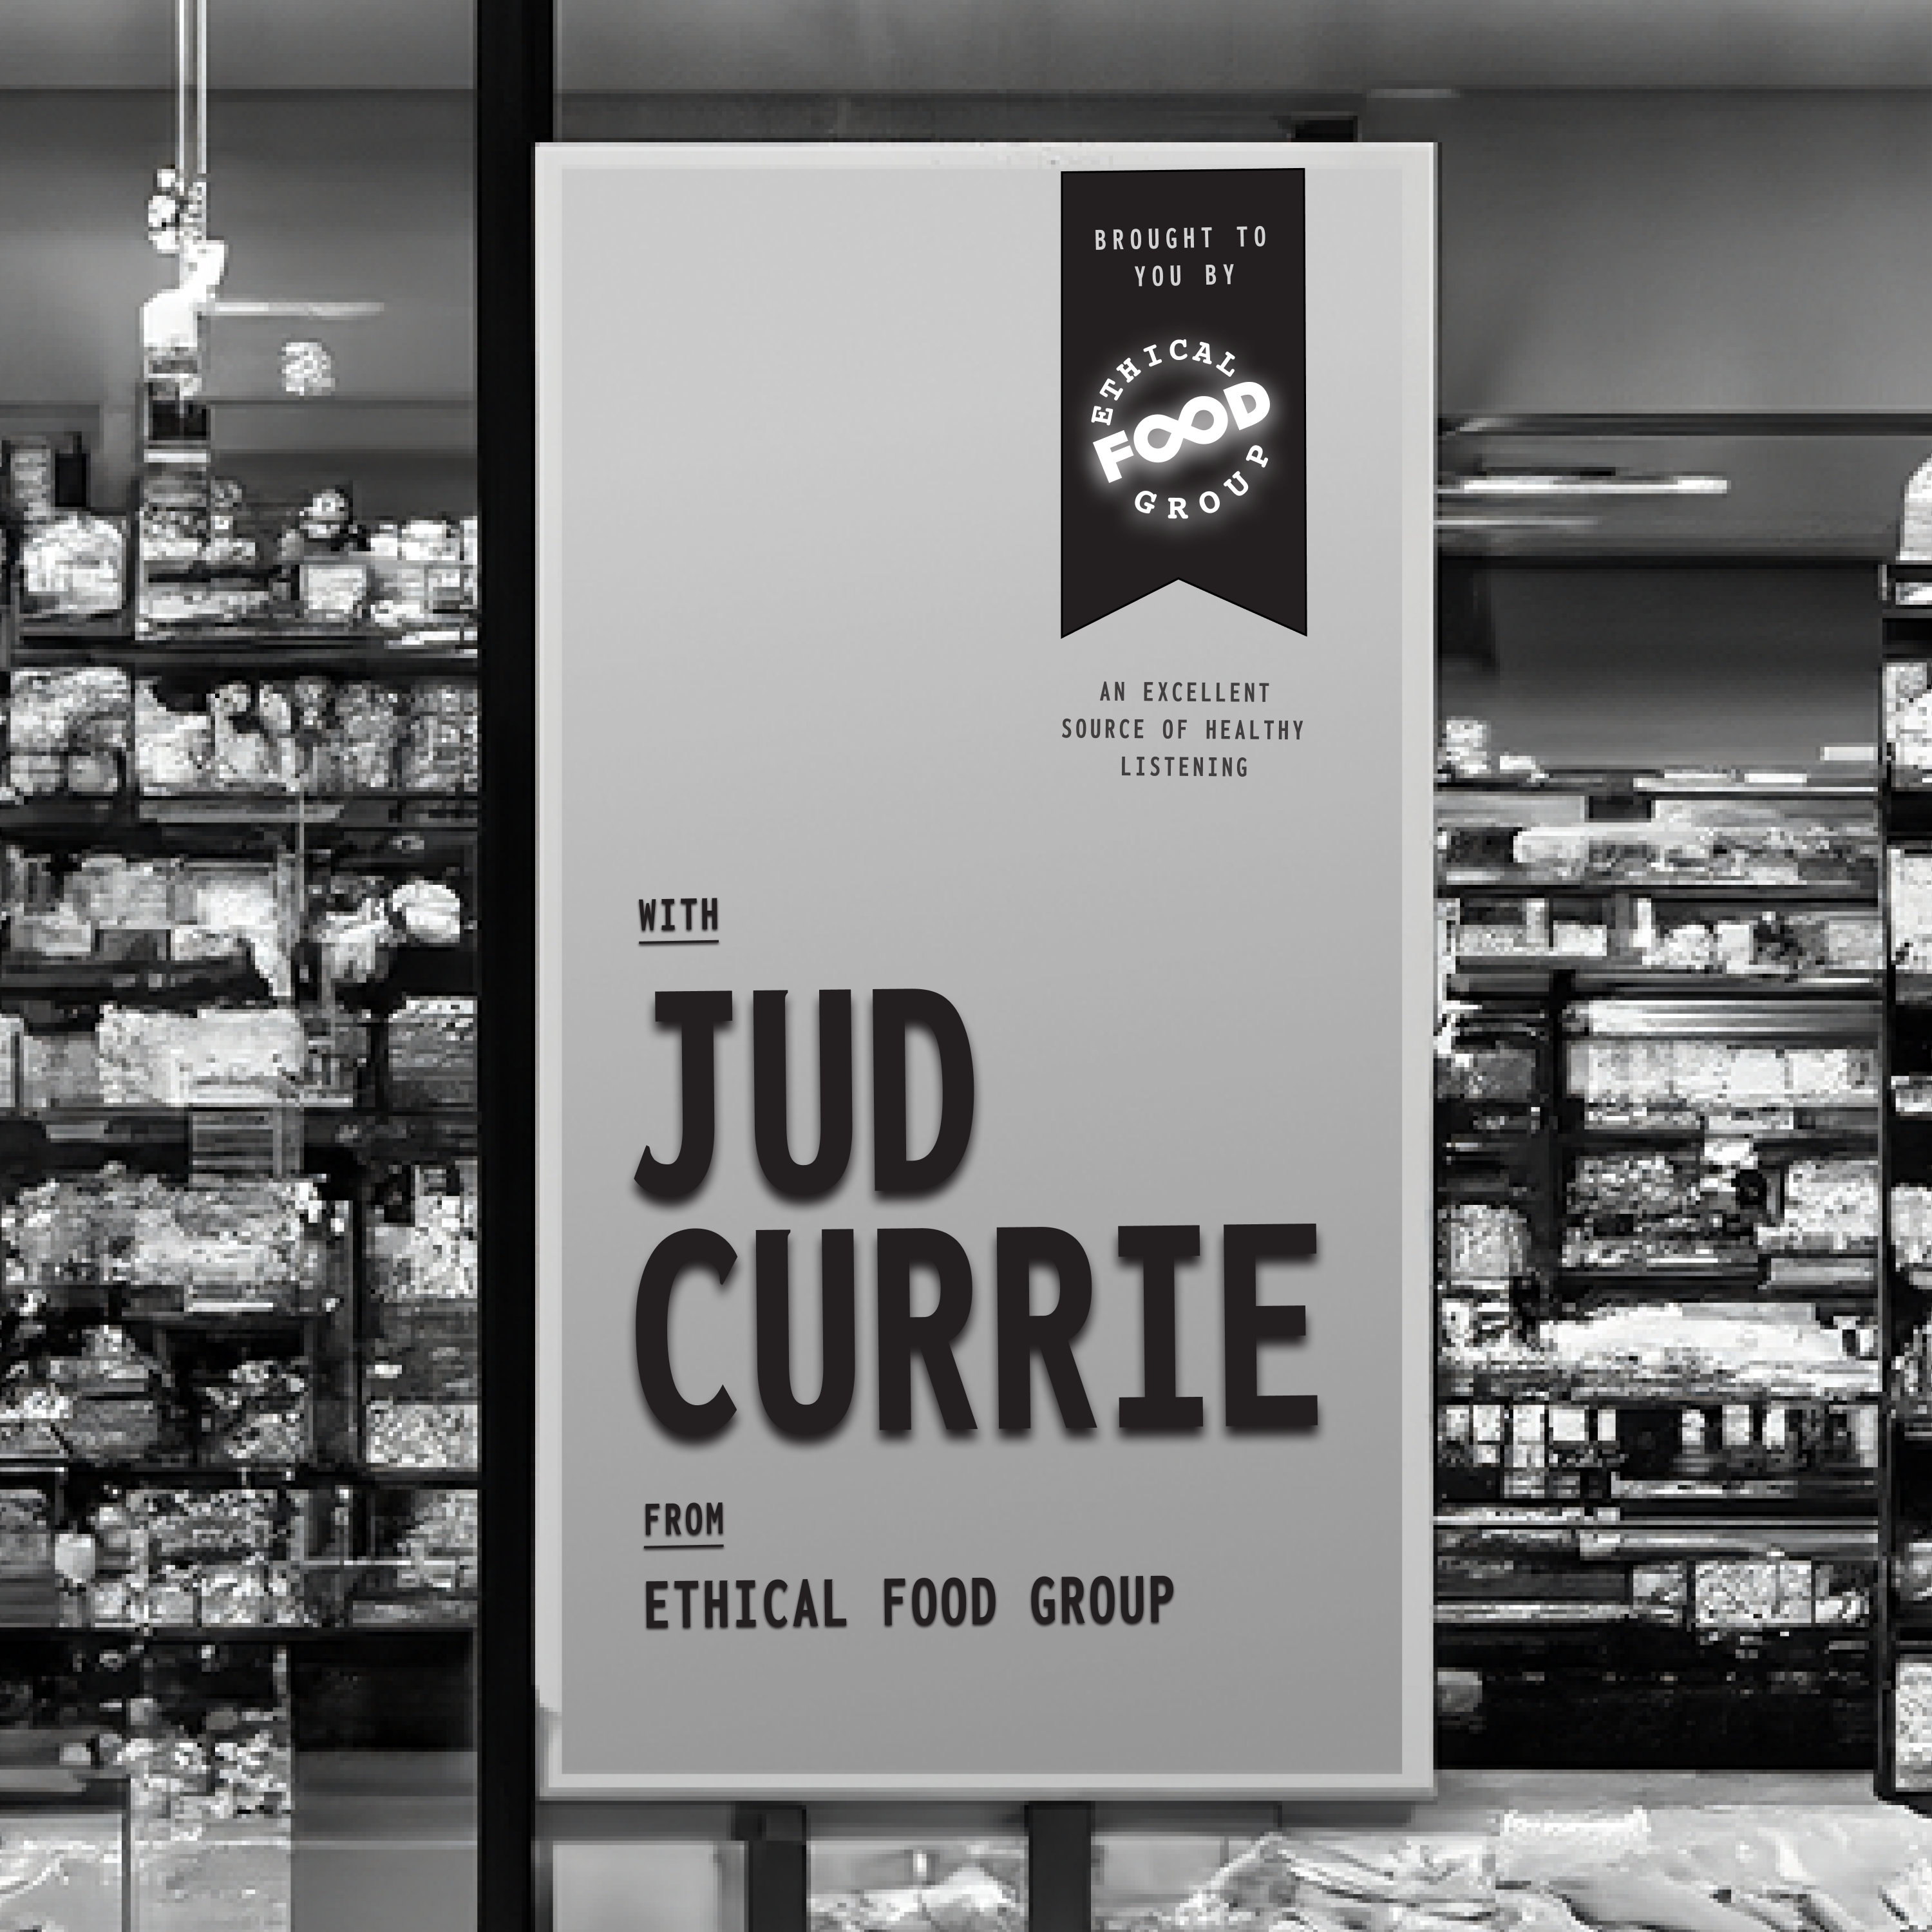 BROUGHT TO
YOU BY
ETHICAL
FOOD
GROUP
AN EXCELLENT
SOURCE OF HEALTHY
LISTENING
WITH
JUD
CURRIE
FROM
ETHICAL FOOD GROUP